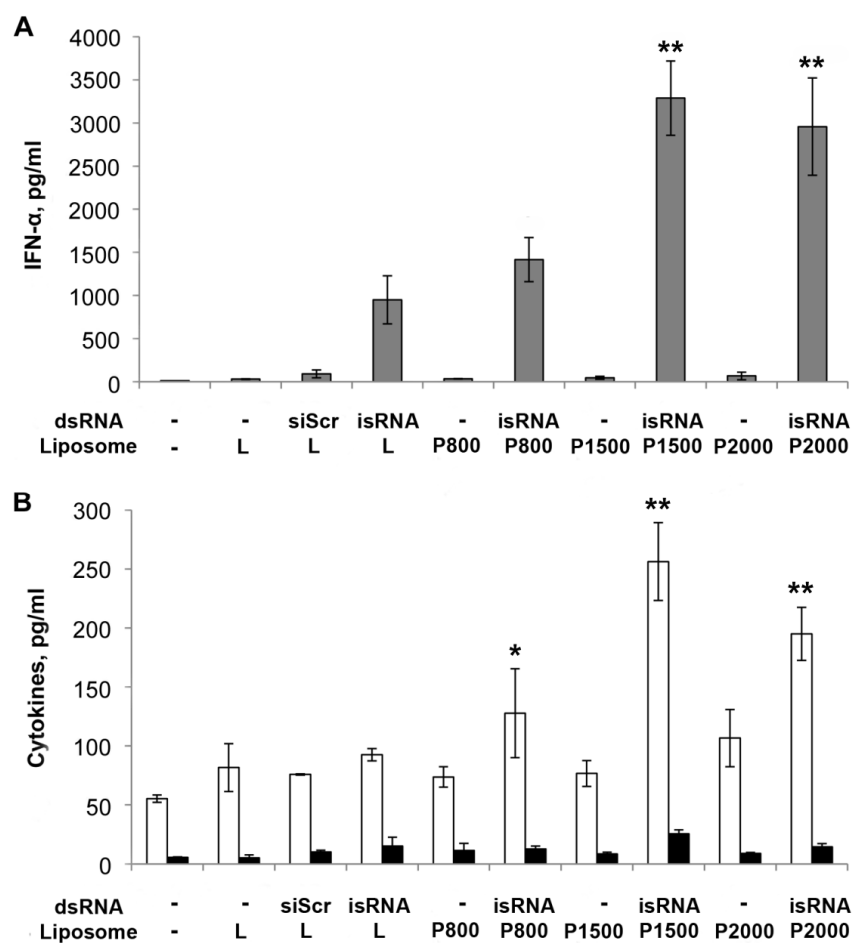 A
4000
3500
3000
2500
2000
1500
1000
500
0
IFN-α, pg/ml
** **
dsRNA - - siScr isRNA - isRNA - isRNA - isRNA
Liposome - L L L P800 P800 P1500 P1500 P2000 P2000
B
300
250
200
150
100
50
0
Cytokines, pg/ml
* ** **
dsRNA - - siScr isRNA - isRNA - isRNA - isRNA
Liposome - L L L P800 P800 P1500 P1500 P2000 P2000